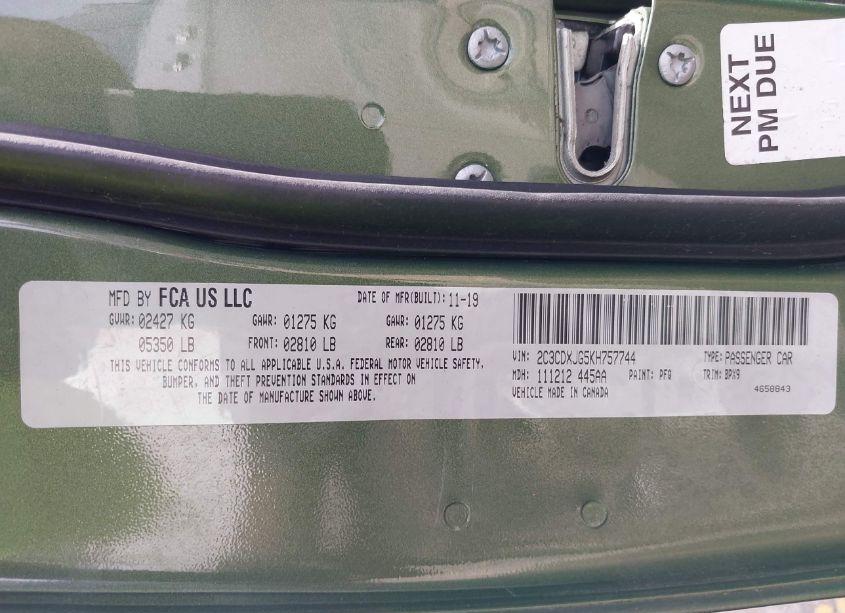 NEXT
PM DUE
MFD BY FCA US LLC
DATE OF MFR(BUILT): 11-19
GVWR: 02427 KG GAWR: 01275 KG GAWR: 01275 KG
05350 LB FRONT: 02810 LB REAR: 02810 LB
THIS VEHICLE CONFORMS TO ALL APPLICABLE U.S.A. FEDERAL MOTOR VEHICLE SAFETY,
BUMPER, AND THEFT PREVENTION STANDARDS IN EFFECT ON
THE DATE OF MANUFACTURE SHOWN ABOVE.
VIN: 2C3CDXJG5KH757744 TYPE: PASSENGER CAR
MDH: 111212 445AA PAINT: PFQ TRIM: BPX9
VEHICLE MADE IN CANADA 4658843